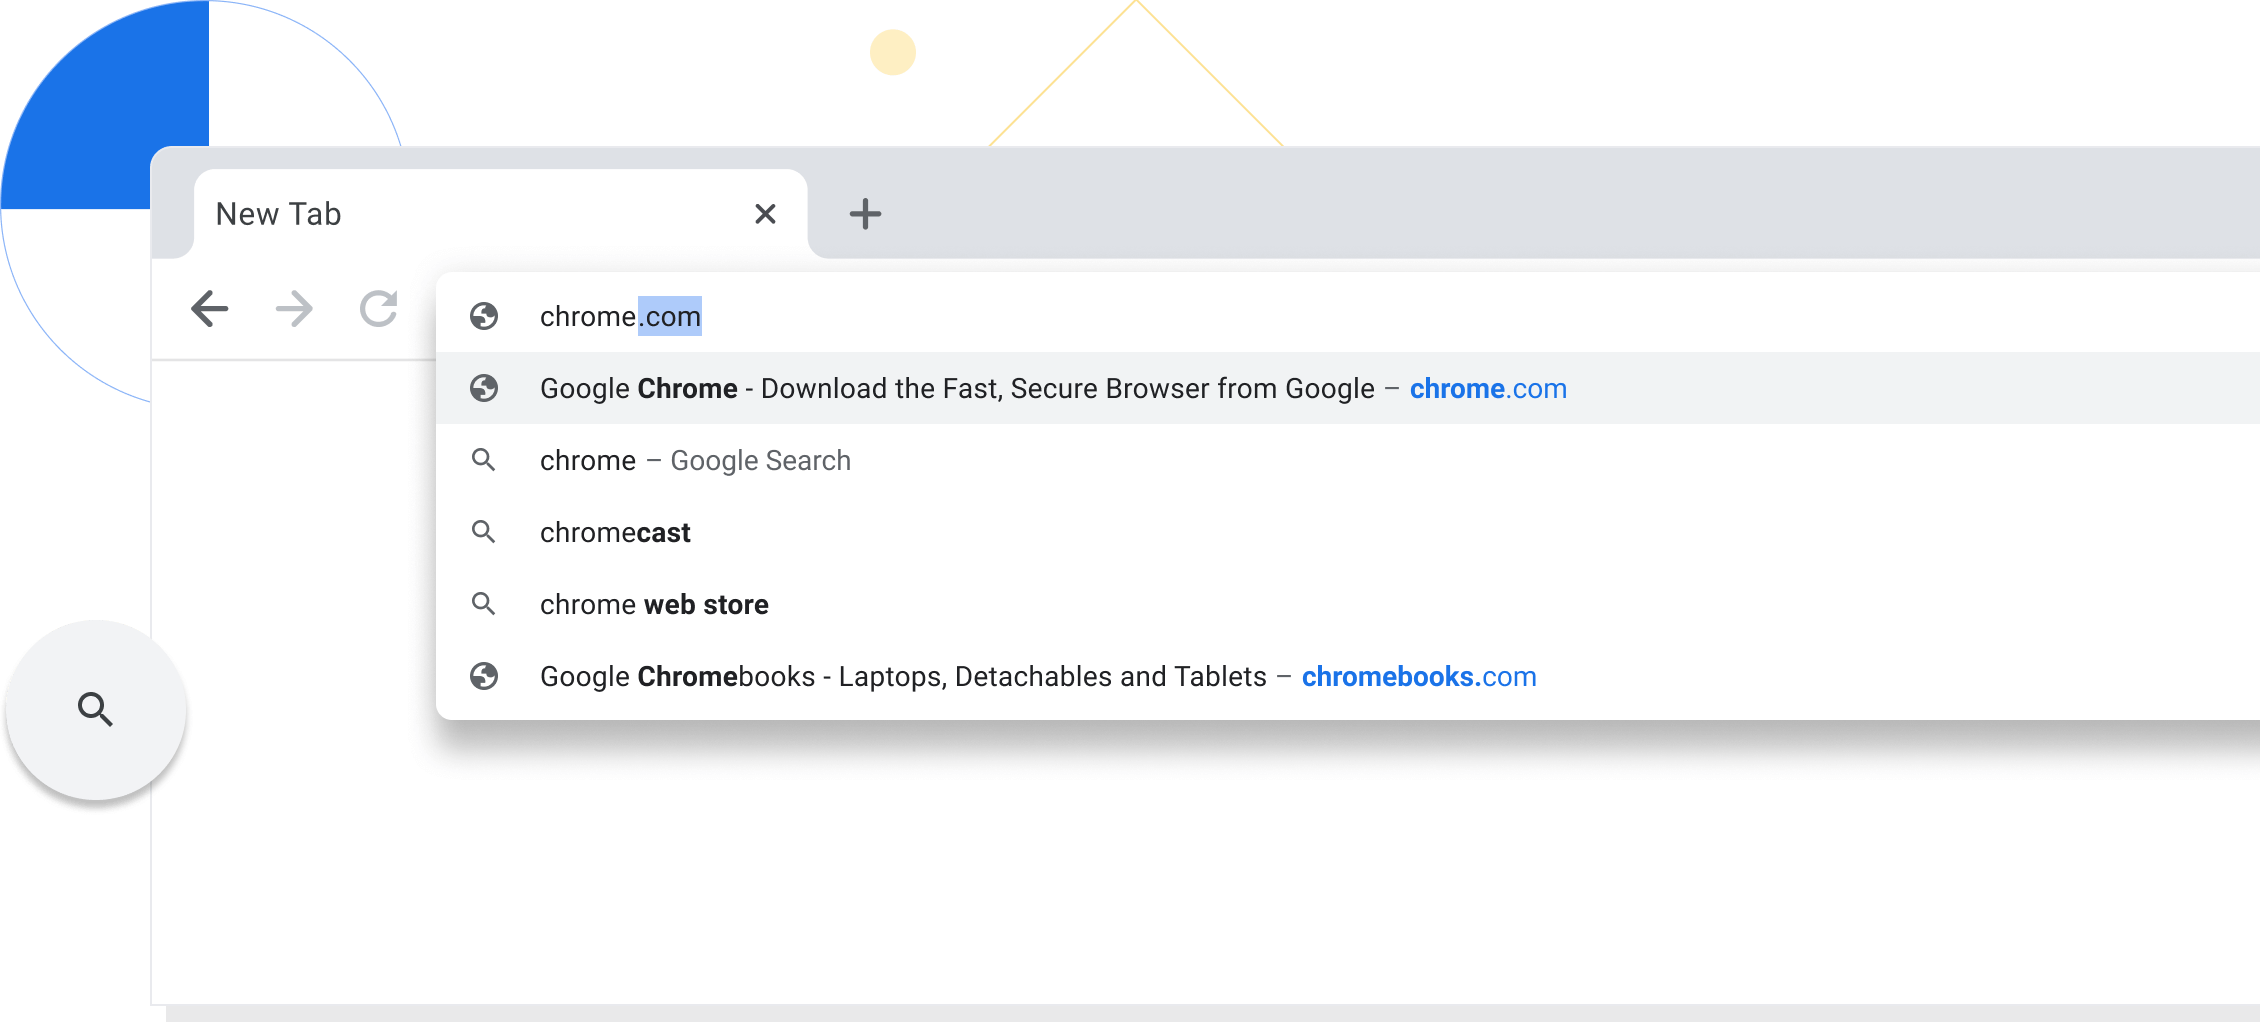 New Tab
chrome.com
Google Chrome - Download the Fast, Secure Browser from Google – chrome.com
chrome – Google Search
chromecast
chrome web store
Google Chromebooks - Laptops, Detachables and Tablets – chromebooks.com